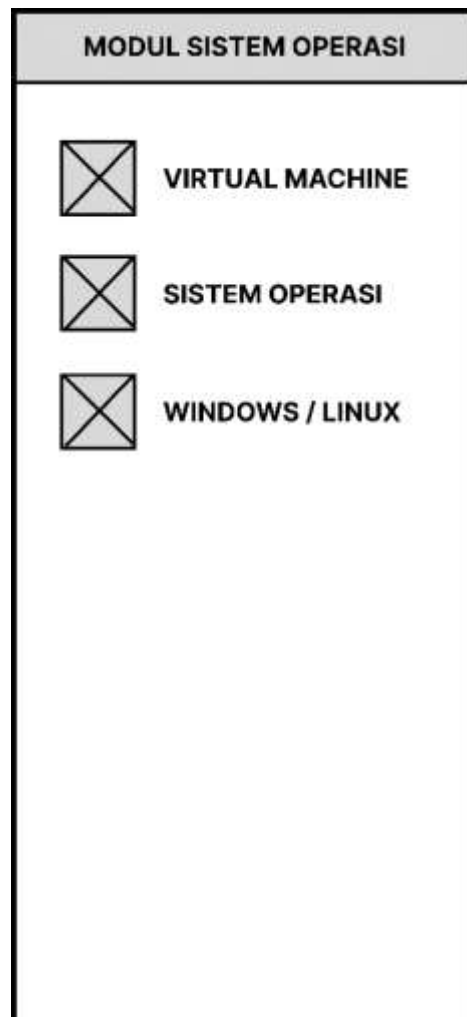 MODUL SISTEM OPERASI
VIRTUAL MACHINE
SISTEM OPERASI
WINDOWS / LINUX